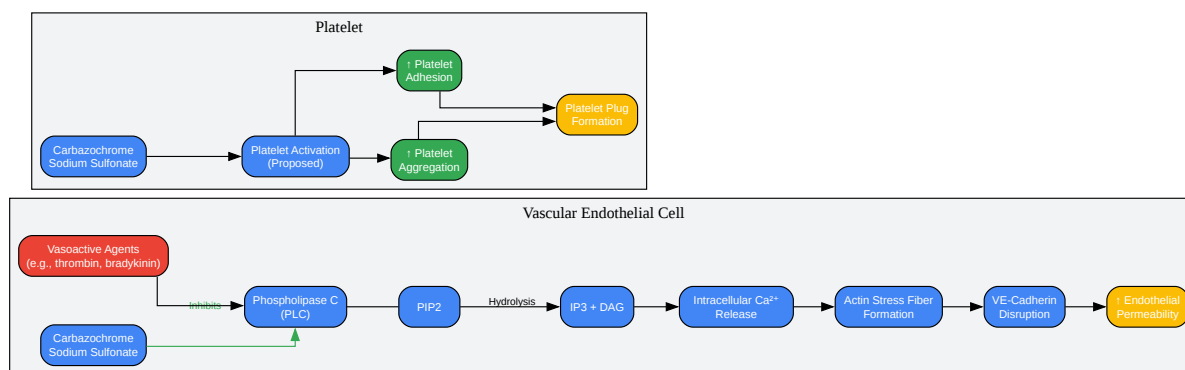 Platelet
↑ Platelet
Adhesion
Platelet Plug
Formation
Carbazochrome
Sodium Sulfonate
Platelet Activation
(Proposed)
↑ Platelet
Aggregation
Vascular Endothelial Cell
Vasoactive Agents
(e.g., thrombin, bradykinin)
Inhibits
Phospholipase C
(PLC)
PIP2
Hydrolysis
IP3 + DAG
Intracellular Ca²⁺
Release
Actin Stress Fiber
Formation
VE-Cadherin
Disruption
↑ Endothelial
Permeability
Carbazochrome
Sodium Sulfonate